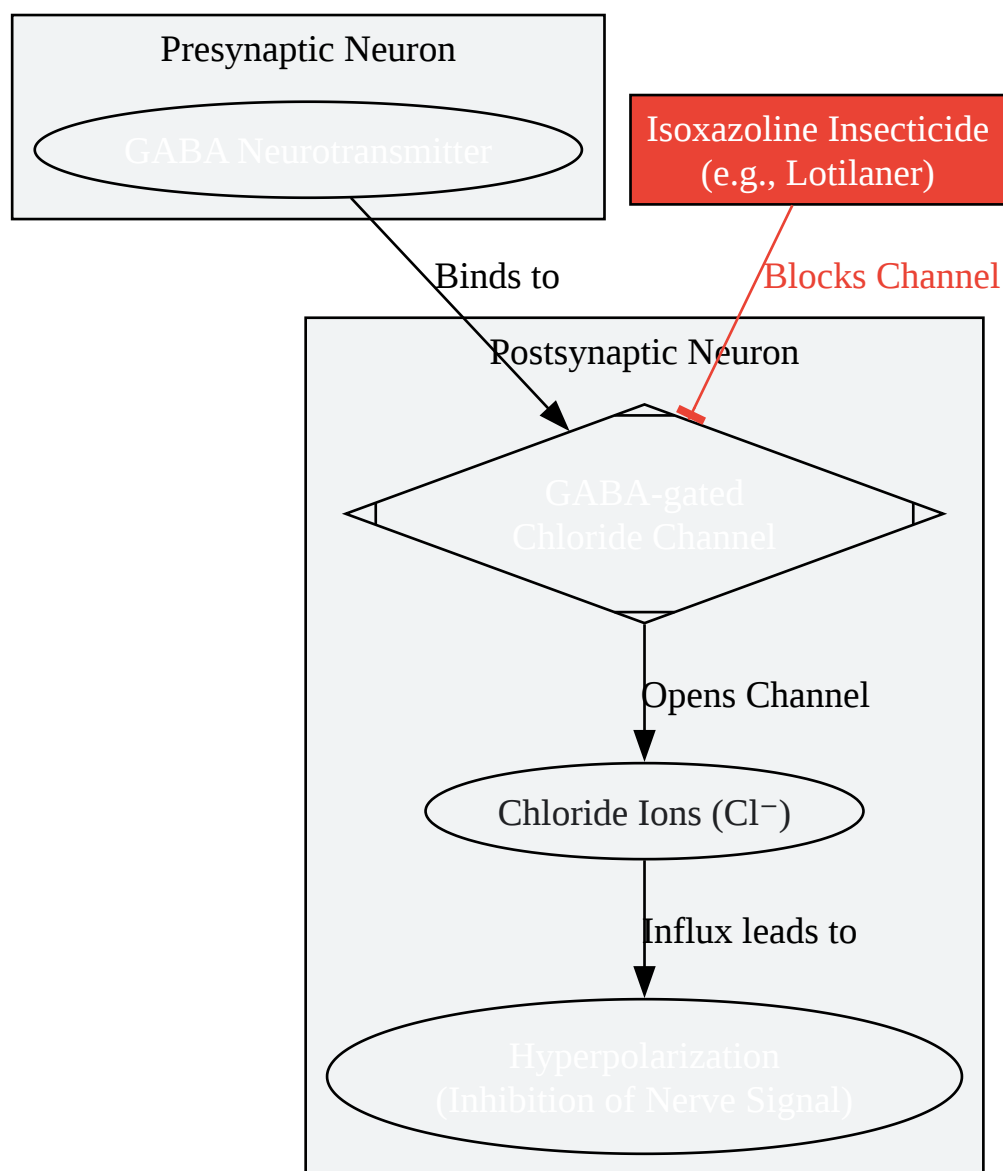 Presynaptic Neuron
GABA Neurotransmitter
Isoxazoline Insecticide
(e.g., Lotilaner)
Binds to
Blocks Channel
Postsynaptic Neuron
GABA-gated
Chloride Channel
Opens Channel
Chloride Ions (Cl⁻)
Influx leads to
Hyperpolarization
(Inhibition of Nerve Signal)